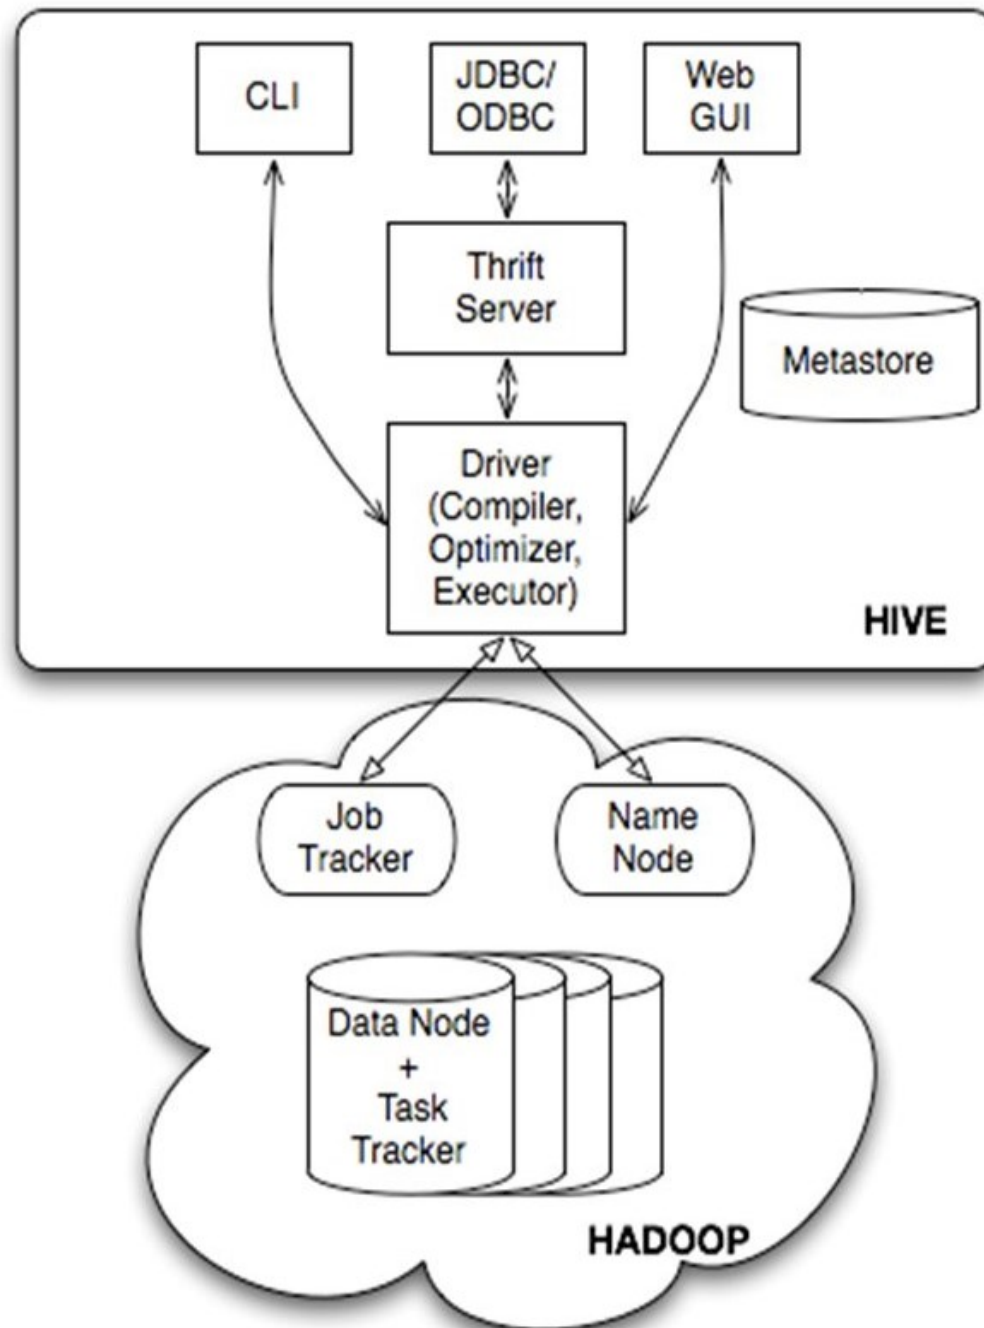 CLI
JDBC/
ODBC
Web
GUI
Thrift
Server
Metastore
Driver
(Compiler,
Optimizer,
Executor)
HIVE
Job
Tracker
Name
Node
Data Node
+
Task
Tracker
HADOOP